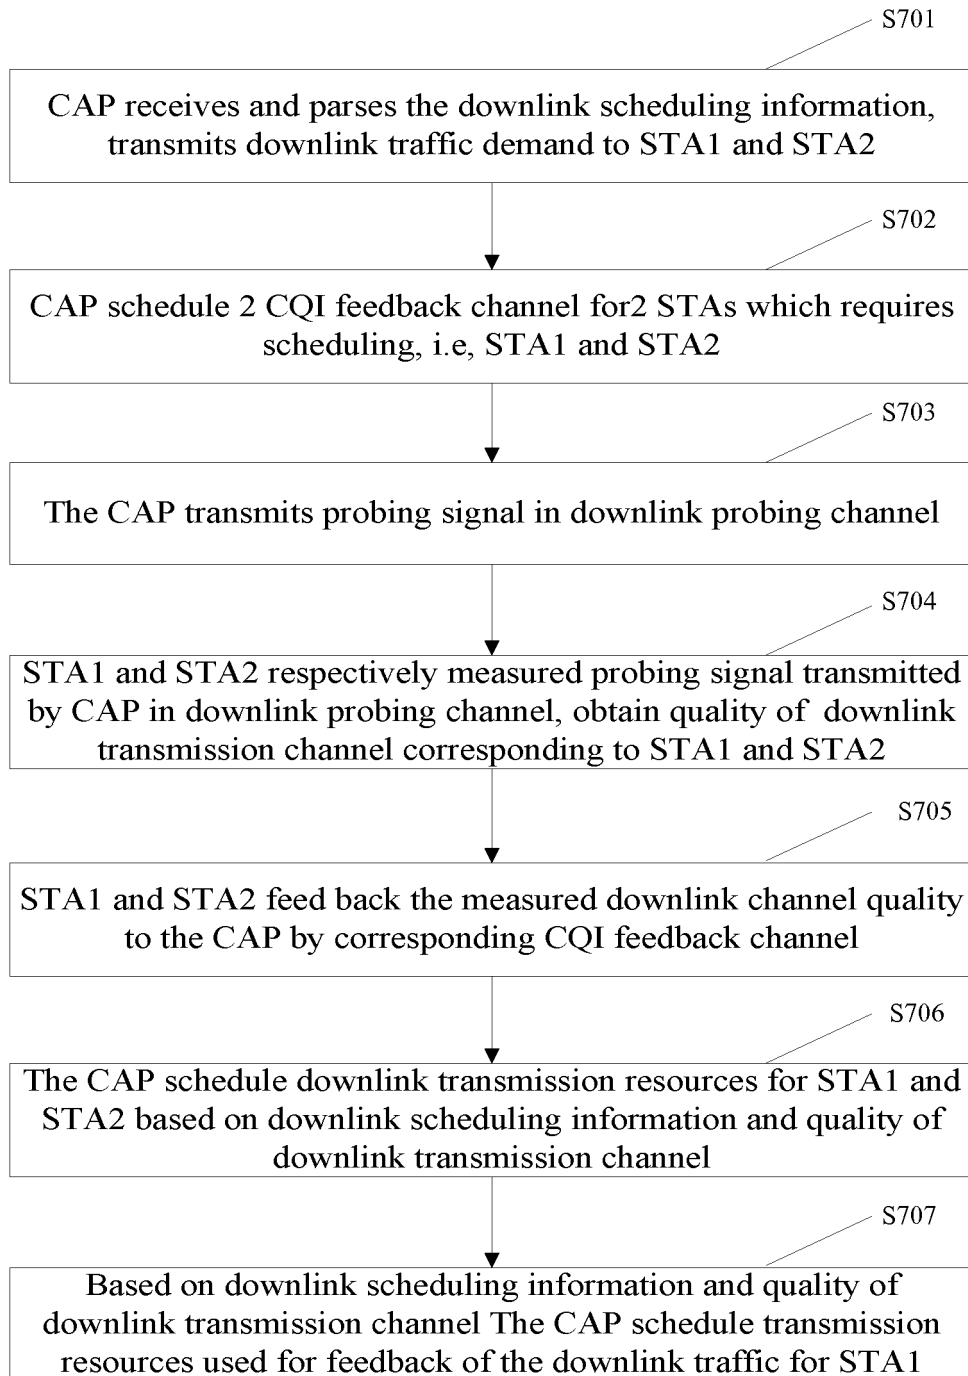 S701
CAP receives and parses the downlink scheduling information,
transmits downlink traffic demand to STA1 and STA2
S702
CAP schedule 2 CQI feedback channel for2 STAs which requires
scheduling, i.e, STA1 and STA2
S703
The CAP transmits probing signal in downlink probing channel
S704
STA1 and STA2 respectively measured probing signal transmitted
by CAP in downlink probing channel, obtain quality of downlink
transmission channel corresponding to STA1 and STA2
S705
STA1 and STA2 feed back the measured downlink channel quality
to the CAP by corresponding CQI feedback channel
S706
The CAP schedule downlink transmission resources for STA1 and
STA2 based on downlink scheduling information and quality of
downlink transmission channel
S707
Based on downlink scheduling information and quality of
downlink transmission channel The CAP schedule transmission
resources used for feedback of the downlink traffic for STA1